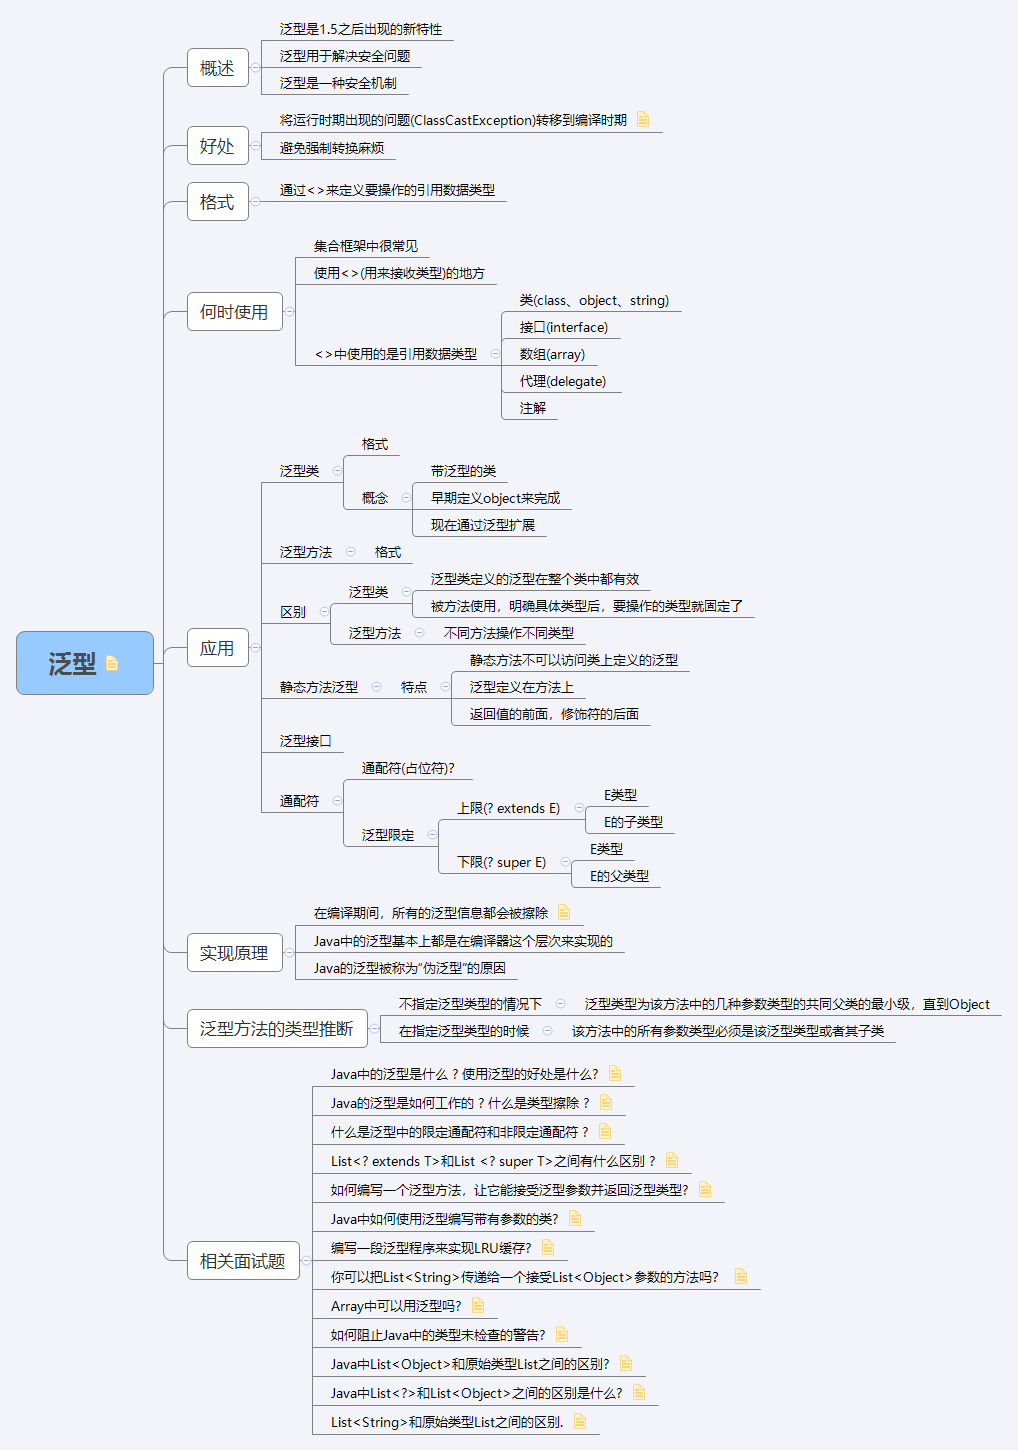 泛型
概述
泛型是1.5之后出现的新特性
泛型用于解决安全问题
泛型是一种安全机制
好处
将运行时期出现的问题(ClassCastException)转移到编译时期
避免强制转换麻烦
格式
通过<>来定义要操作的引用数据类型
何时使用
集合框架中很常见
使用<>(用来接收类型)的地方
<>中使用的是引用数据类型
类(class、object、string)
接口(interface)
数组(array)
代理(delegate)
注解
应用
泛型类
格式
概念
带泛型的类
早期定义object来完成
现在通过泛型扩展
泛型方法
格式
区别
泛型类
泛型类定义的泛型在整个类中都有效
被方法使用，明确具体类型后，要操作的类型就固定了
泛型方法
不同方法操作不同类型
静态方法泛型
特点
静态方法不可以访问类上定义的泛型
泛型定义在方法上
返回值的前面，修饰符的后面
泛型接口
通配符
通配符(占位符)?
泛型限定
上限(? extends E)
E类型
E的子类型
下限(? super E)
E类型
E的父类型
实现原理
在编译期间，所有的泛型信息都会被擦除
Java中的泛型基本上都是在编译器这个层次来实现的
Java的泛型被称为“伪泛型”的原因
泛型方法的类型推断
不指定泛型类型的情况下
泛型类型为该方法中的几种参数类型的共同父类的最小级，直到Object
在指定泛型类型的时候
该方法中的所有参数类型必须是该泛型类型或者其子类
相关面试题
Java中的泛型是什么 ? 使用泛型的好处是什么?
Java的泛型是如何工作的 ? 什么是类型擦除 ?
什么是泛型中的限定通配符和非限定通配符 ?
List<? extends T>和List <? super T>之间有什么区别 ?
如何编写一个泛型方法，让它能接受泛型参数并返回泛型类型?
Java中如何使用泛型编写带有参数的类?
编写一段泛型程序来实现LRU缓存?
你可以把List<String>传递给一个接受List<Object>参数的方法吗?
Array中可以用泛型吗?
如何阻止Java中的类型未检查的警告?
Java中List<Object>和原始类型List之间的区别?
Java中List<?>和List<Object>之间的区别是什么?
List<String>和原始类型List之间的区别.